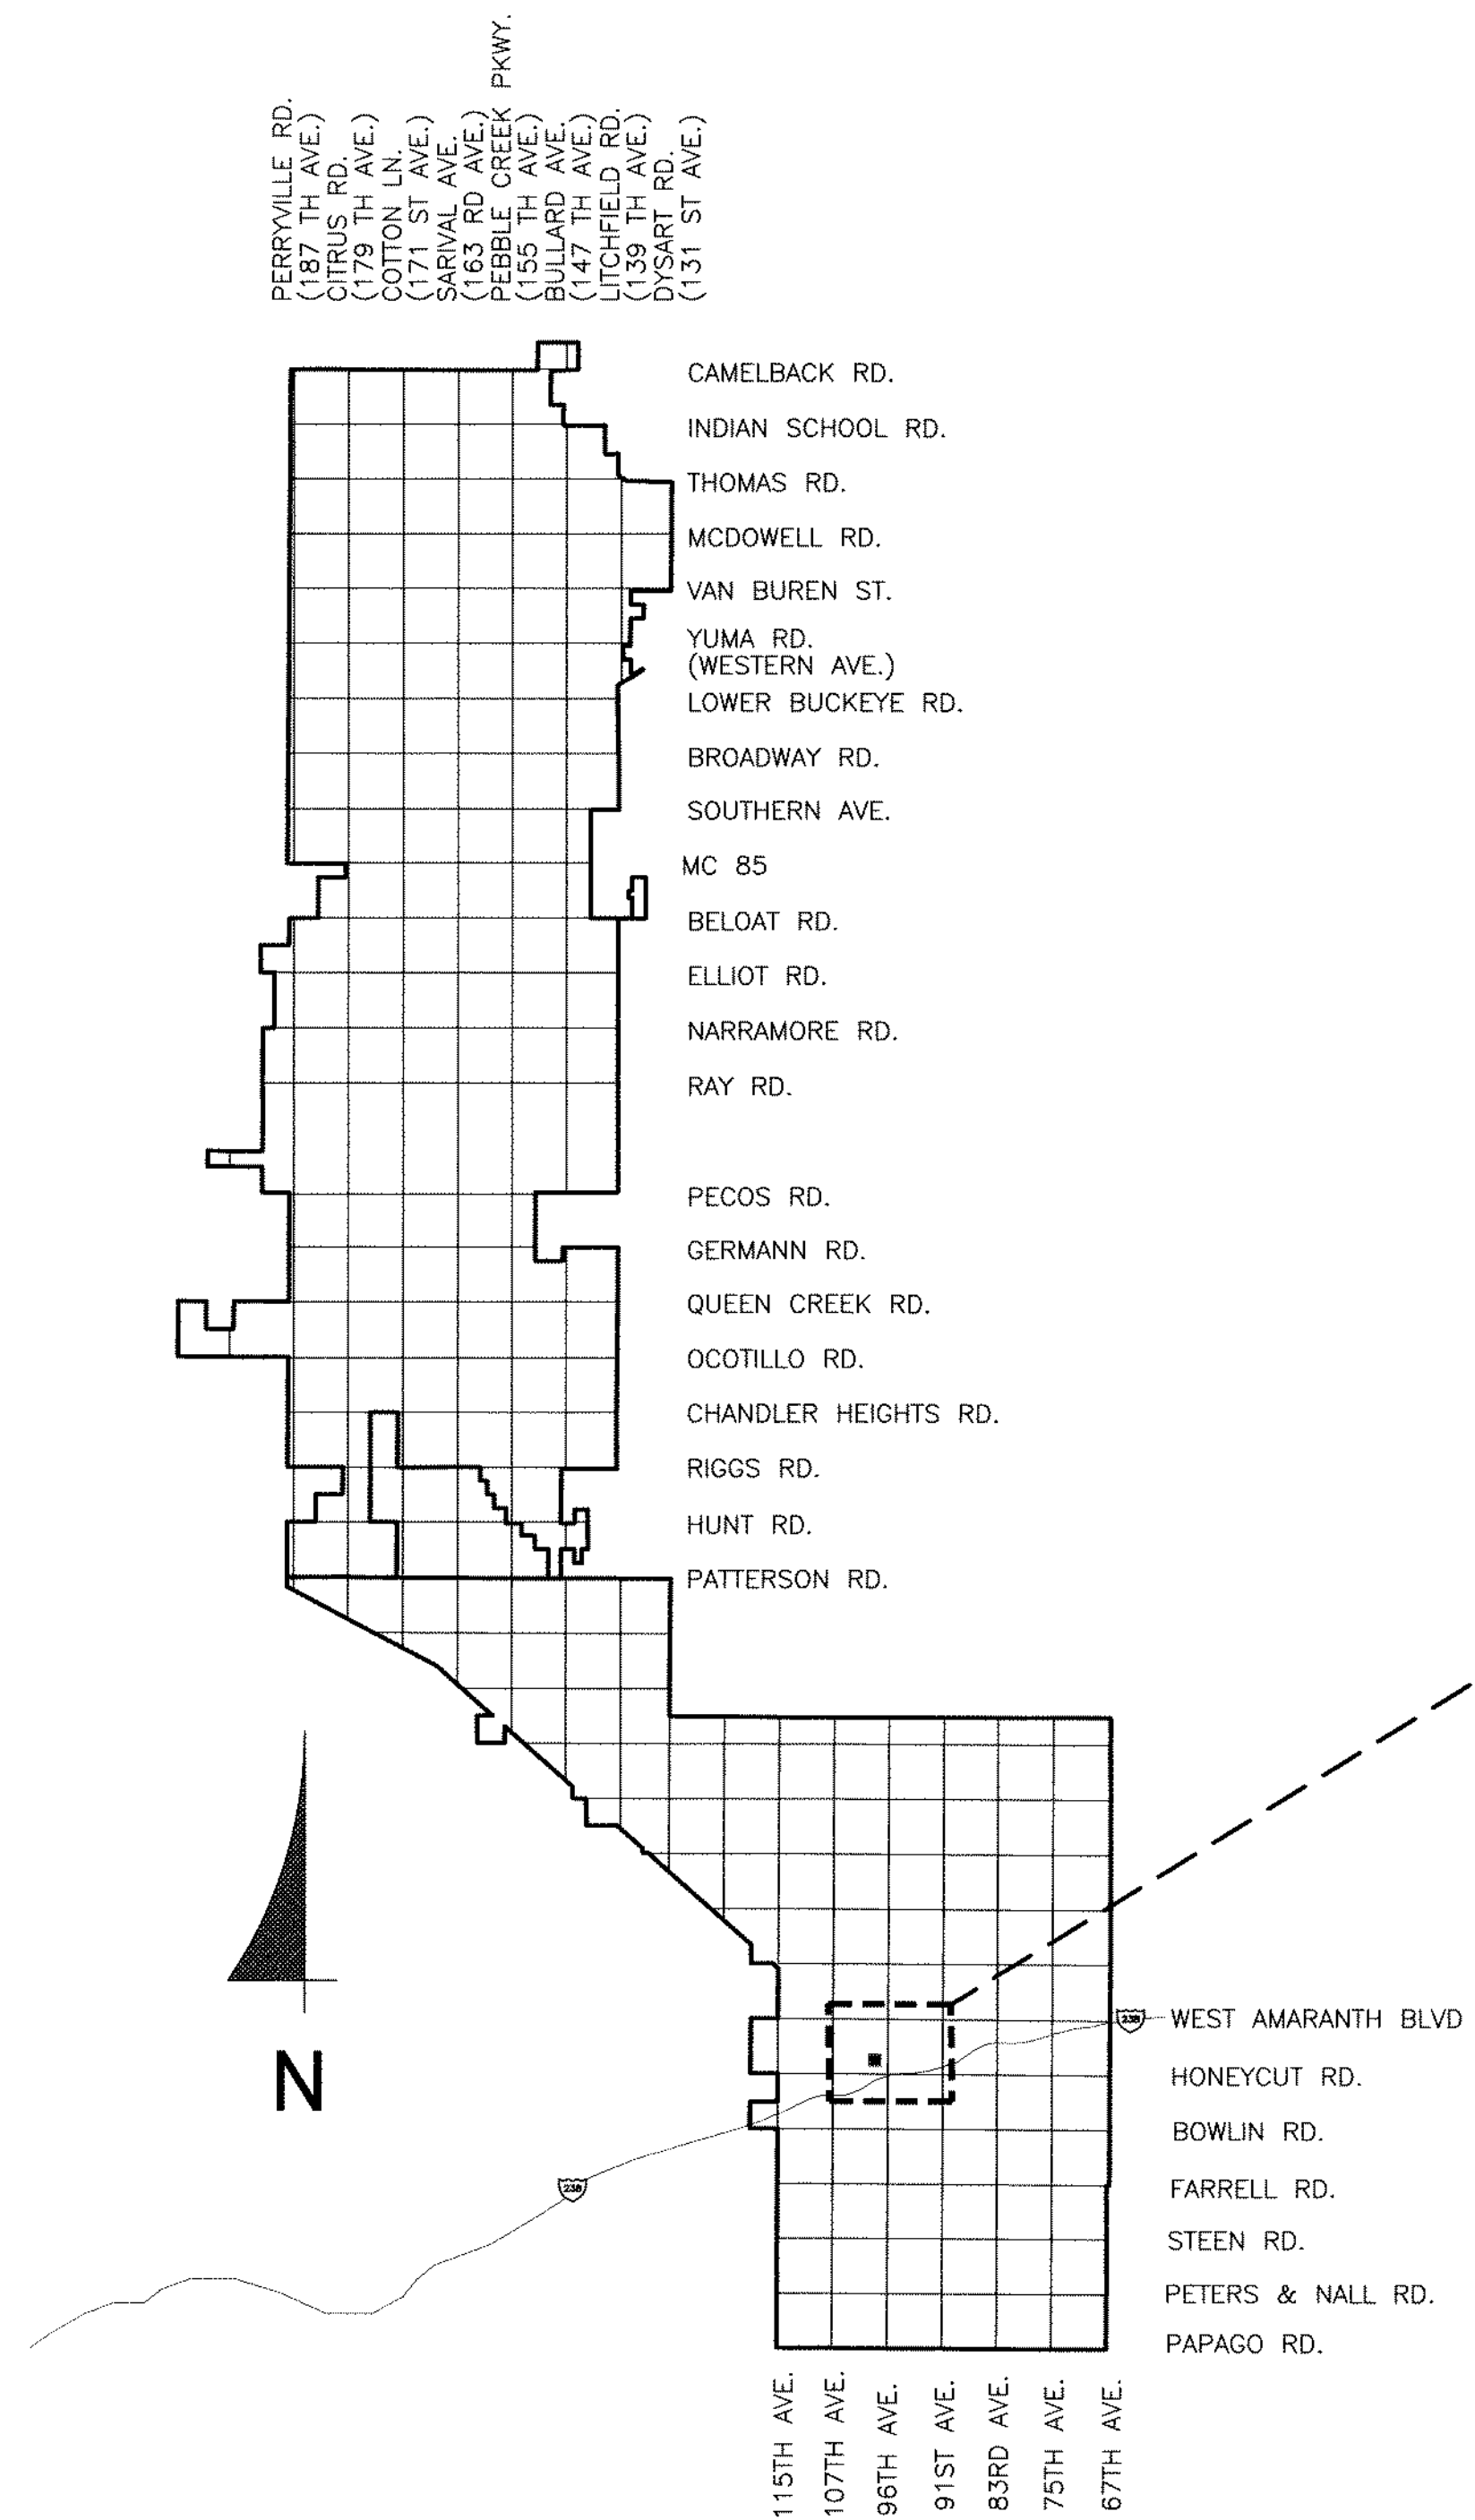 PERRYVILLE RD.
(187 TH AVE.)
CITRUS RD.
(179 TH AVE.)
COTTON LN.
(171 ST AVE.)
SARIVAL AVE.
(163 RD AVE.)
PEBBLE CREEK PKWY.
(155 TH AVE.)
BULLARD AVE.
(147 TH AVE.)
LITCHFIELD RD.
(139 TH AVE.)
DYSART RD.
(131 ST AVE.)
CAMELBACK RD.
INDIAN SCHOOL RD.
THOMAS RD.
MCDOWELL RD.
VAN BUREN ST.
YUMA RD.
(WESTERN AVE.)
LOWER BUCKEYE RD.
BROADWAY RD.
SOUTHERN AVE.
MC 85
BELOAT RD.
ELLIOT RD.
NARRAMORE RD.
RAY RD.
PECOS RD.
GERMANN RD.
QUEEN CREEK RD.
OCOTILLO RD.
CHANDLER HEIGHTS RD.
RIGGS RD.
HUNT RD.
PATTERSON RD.
238
WEST AMARANTH BLVD
N
HONEYCUT RD.
BOWLIN RD.
238
FARRELL RD.
STEEN RD.
PETERS & NALL RD.
PAPAGO RD.
115TH AVE.
107TH AVE.
96TH AVE.
91ST AVE.
83RD AVE.
75TH AVE.
67TH AVE.